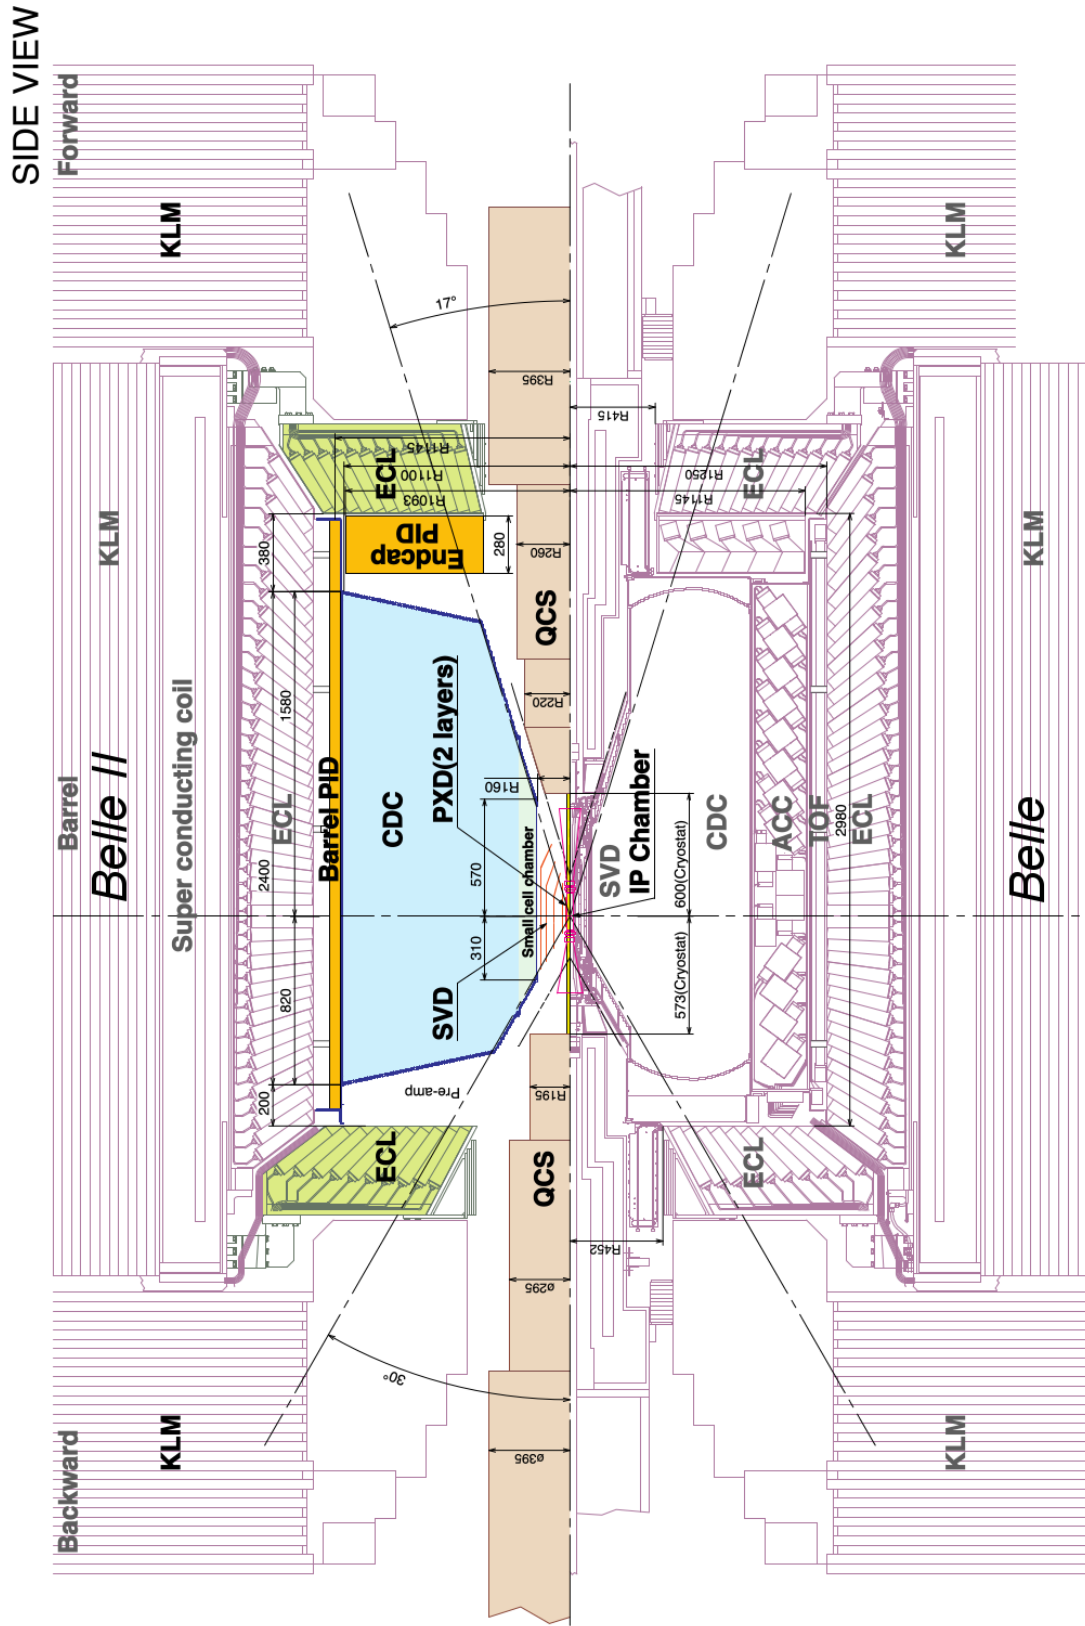 SIDE VIEW
Forward
Barrel
Backward
Belle II
KLM
KLM
KLM
Super conducting coil
ECL
Barrel PID
CDC
ECL
ECL
Endcap
PID
PXD(2 layers)
SVD
Small cell chamber
Pre-amp
QCS
QCS
380
1580
2400
820
200
280
570
310
17°
30°
R1145
R1100
R1093
R395
R260
R220
R160
R195
ø295
ø395
R415
R1250
R1145
R452
SVD
IP Chamber
600(Cryostat)
573(Cryostat)
CDC
ACC
TOF
2980
ECL
ECL
ECL
KLM
KLM
KLM
Belle